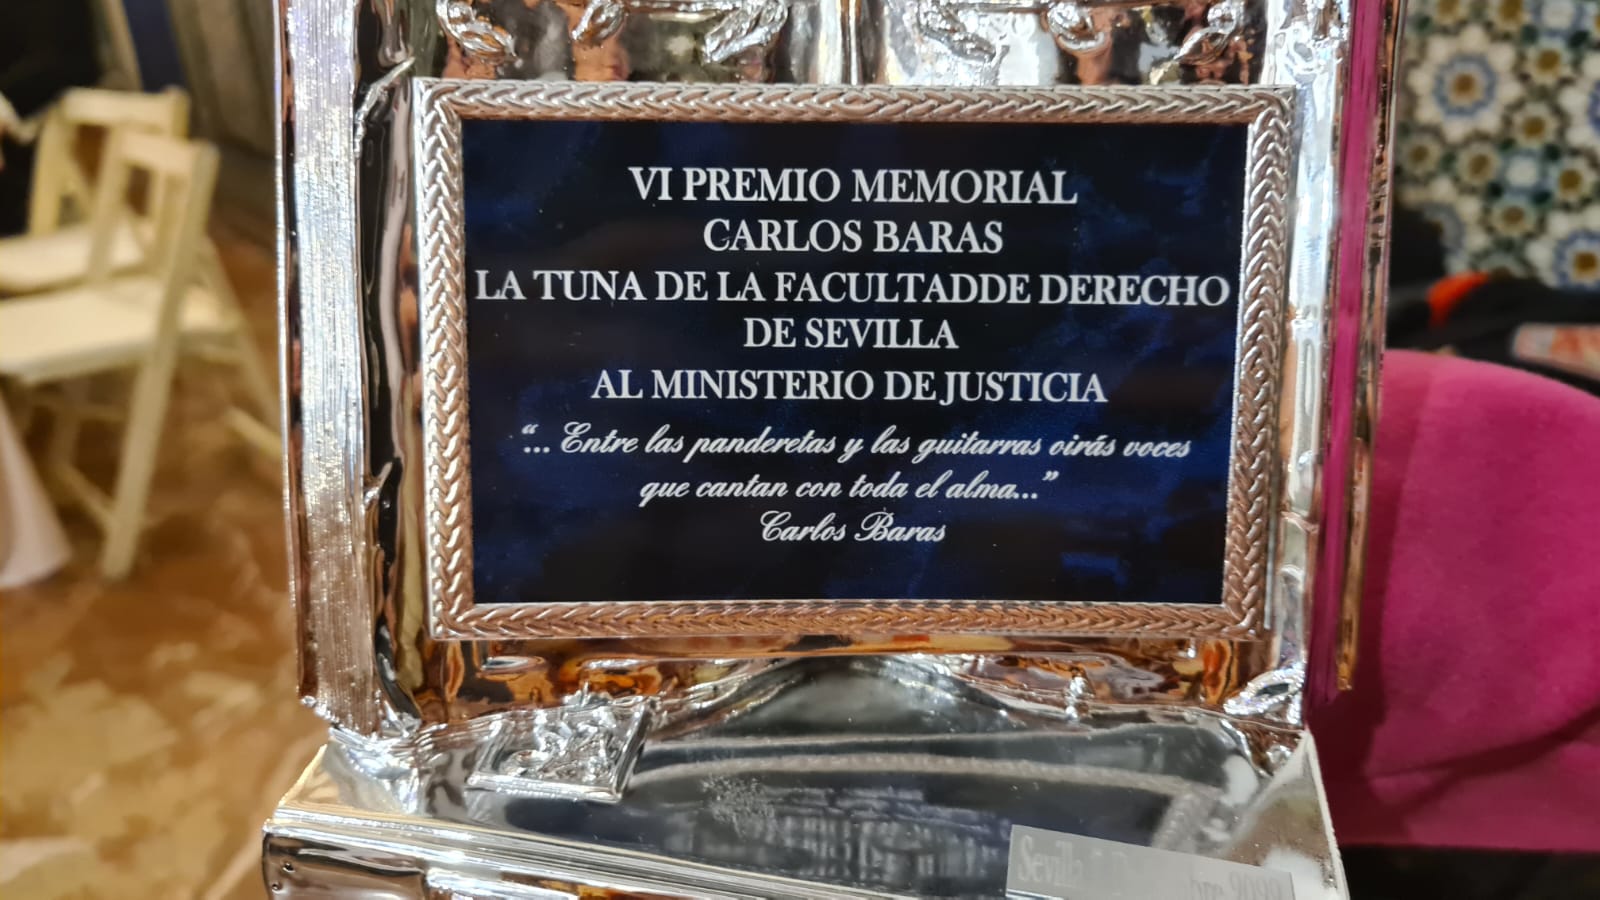 VI PREMIO MEMORIAL
CARLOS BARAS
LA TUNA DE LA FACULTADDE DERECHO
DE SEVILLA
AL MINISTERIO DE JUSTICIA
“... Entre las panderetas y las guitarras oirás voces
que cantan con toda el alma...”
Carlos Baras
Sevilla